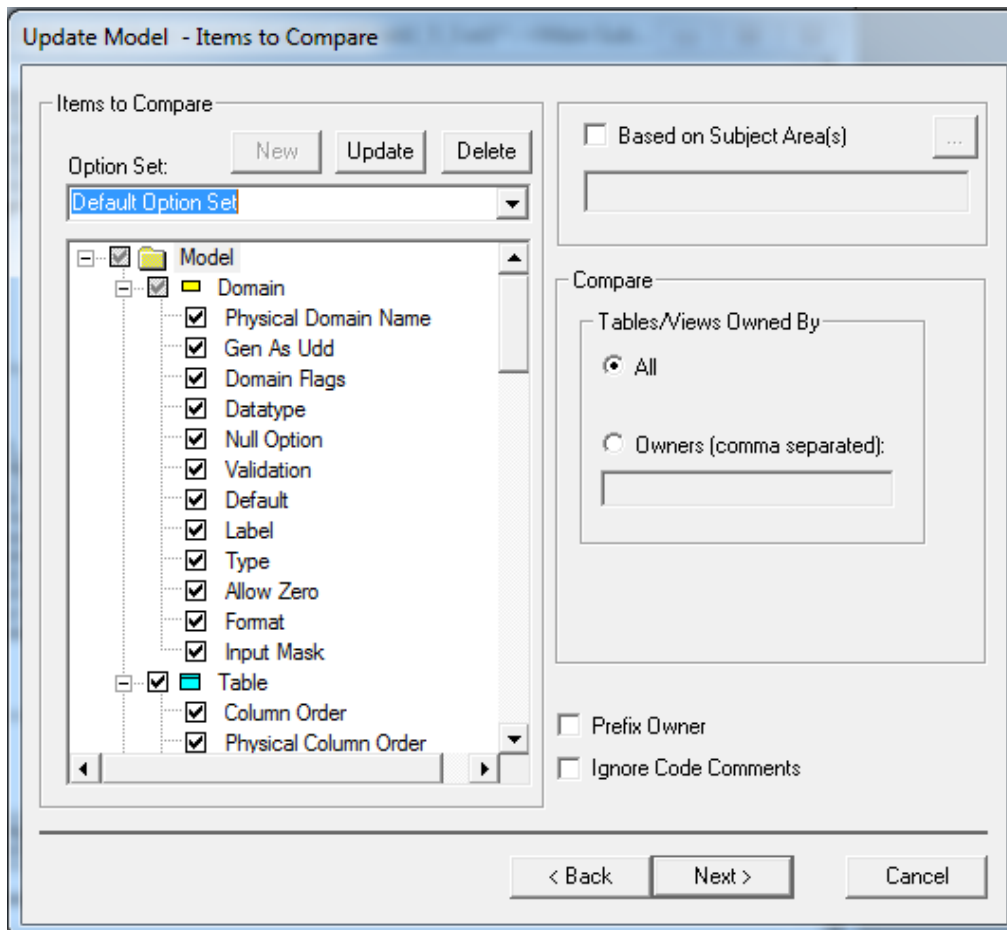 Update Model - Items to Compare
Items to Compare
New
Update
Delete
Option Set:
Default Option Set
Model
Domain
Physical Domain Name
Gen As Udd
Domain Flags
Datatype
Null Option
Validation
Default
Label
Type
Allow Zero
Format
Input Mask
Table
Column Order
Physical Column Order
Based on Subject Area(s)
...
Compare
Tables/Views Owned By
All
Owners (comma separated):
Prefix Owner
Ignore Code Comments
< Back
Next >
Cancel